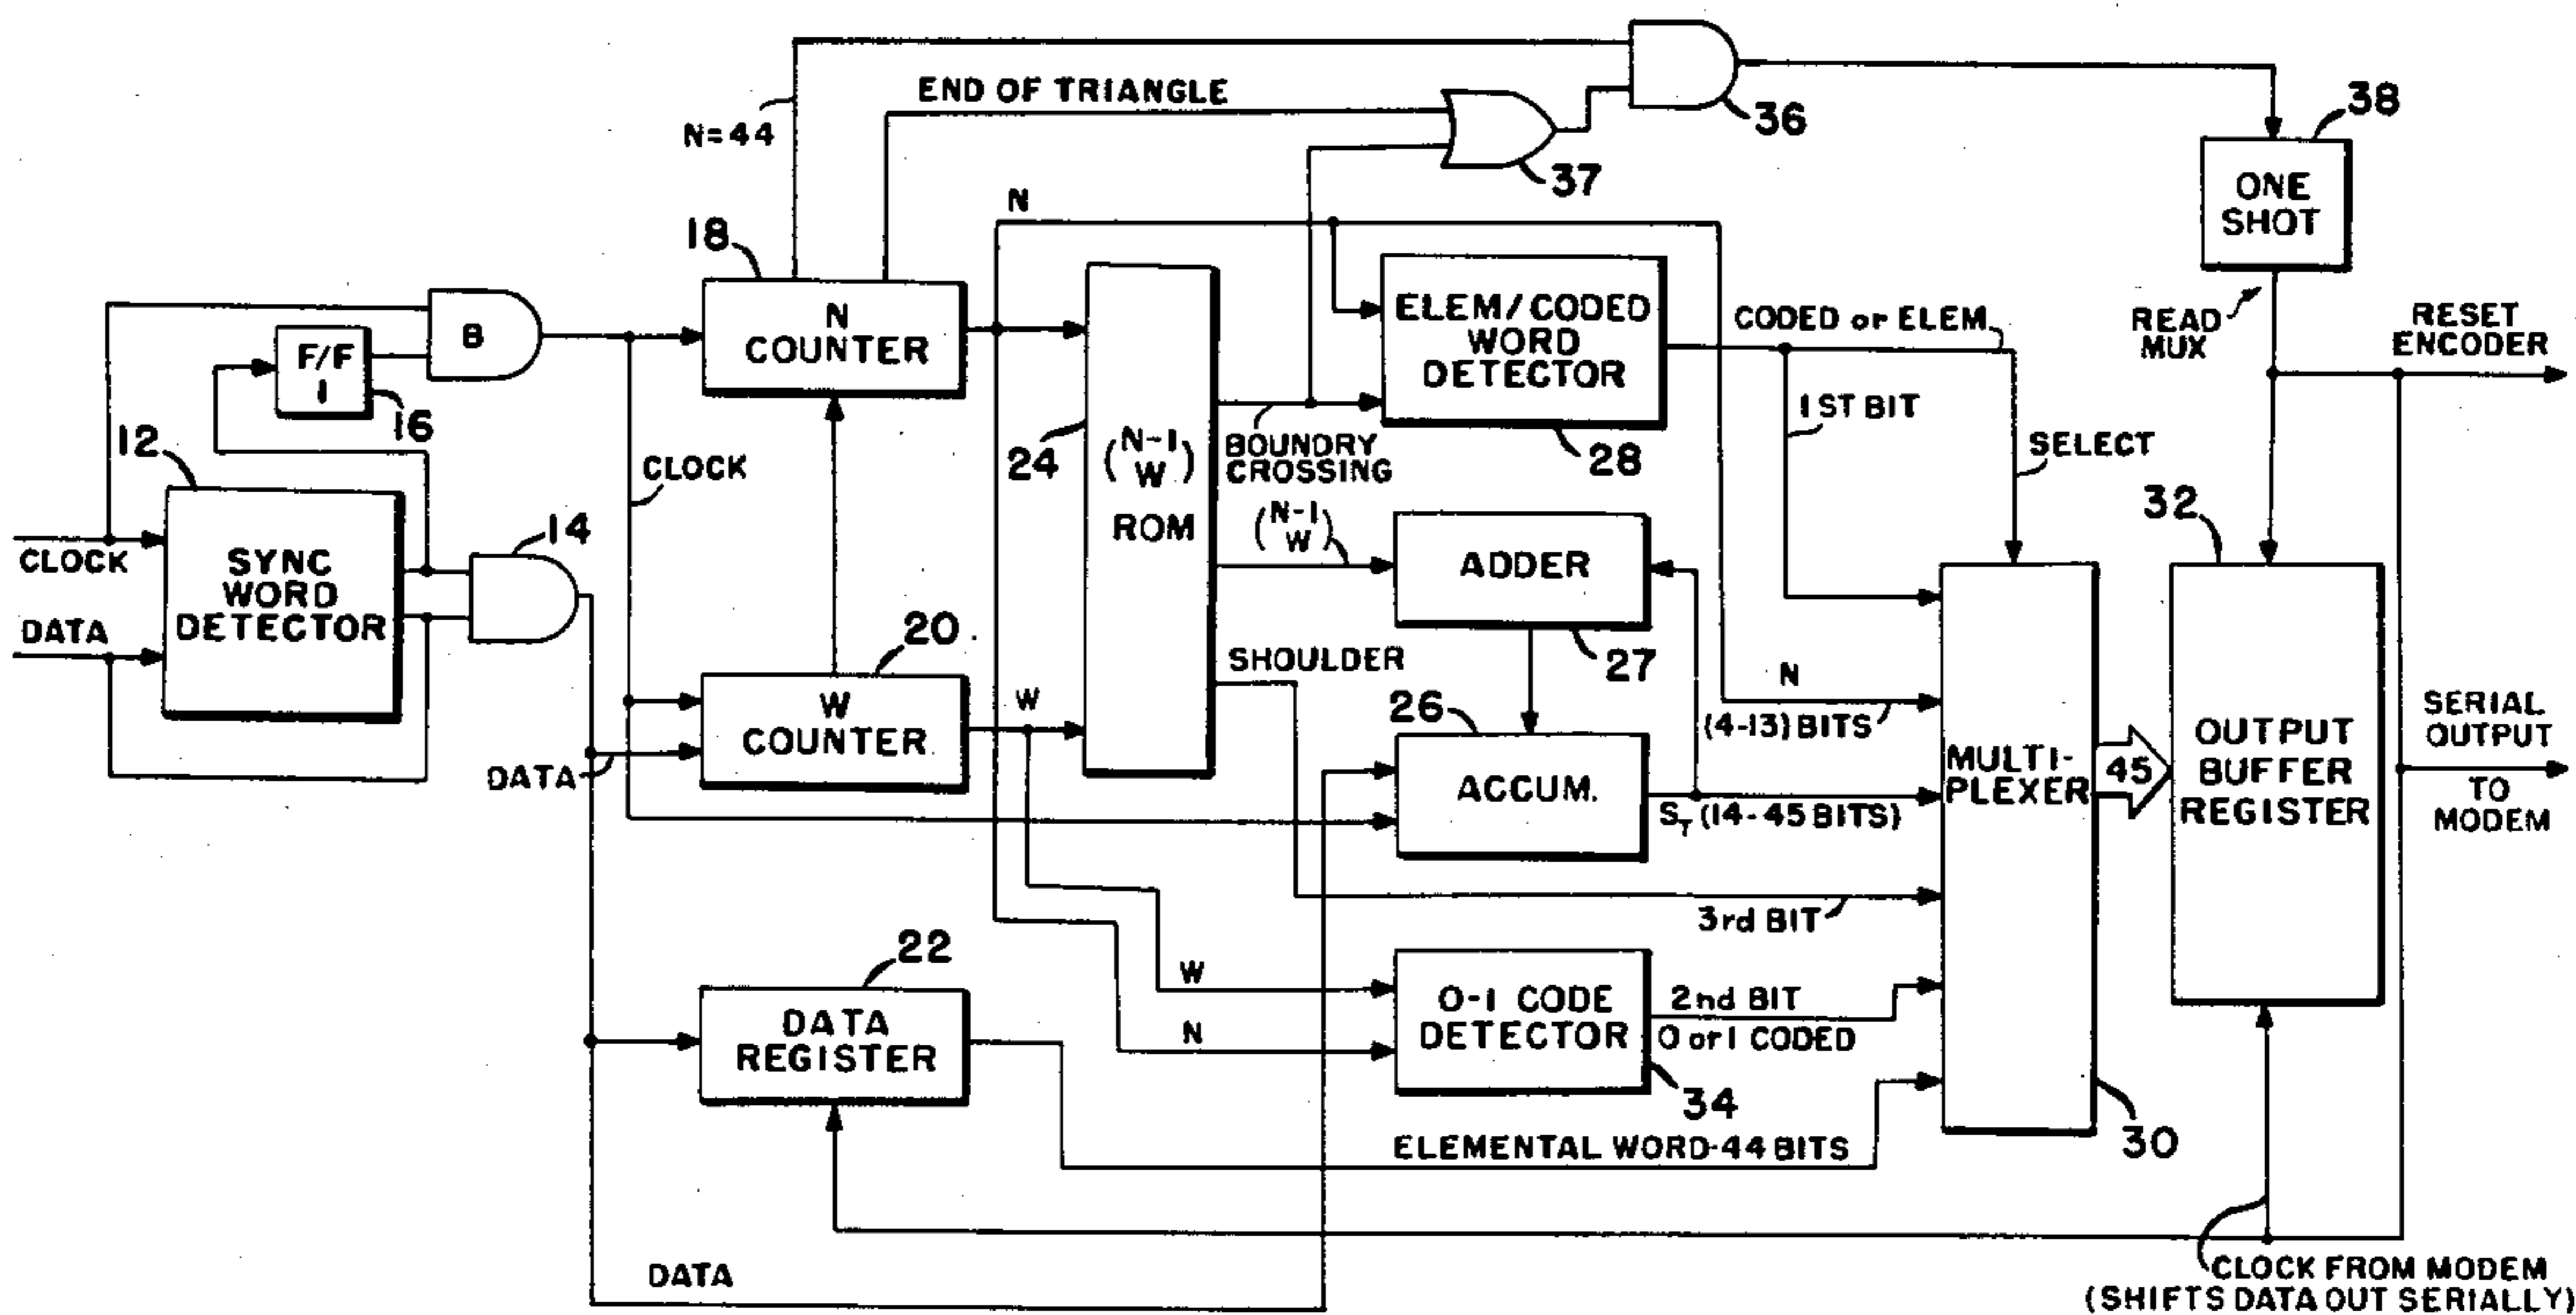 END OF TRIANGLE
N=44
36
38
37
ONE
SHOT
N
18
N
COUNTER
B
F/F
1
16
ELEM/CODED
WORD
DETECTOR
28
CODED or ELEM
READ
MUX
RESET
ENCODER
1ST BIT
SELECT
12
CLOCK
DATA
SYNC
WORD
DETECTOR
14
CLOCK
24
(N-1
W)
ROM
BOUNDRY
CROSSING
(N-1
W)
ADDER
27
32
20
W
COUNTER
W
DATA
SHOULDER
26
ACCUM.
N
(4-13) BITS
S_T (14-45 BITS)
MULTI-
PLEXER
45
OUTPUT
BUFFER
REGISTER
SERIAL
OUTPUT
TO
MODEM
3rd BIT
22
DATA
REGISTER
W
N
0-1 CODE
DETECTOR
34
2nd BIT
0 or 1 CODED
30
ELEMENTAL WORD-44 BITS
DATA
CLOCK FROM MODEM
(SHIFTS DATA OUT SERIALLY)